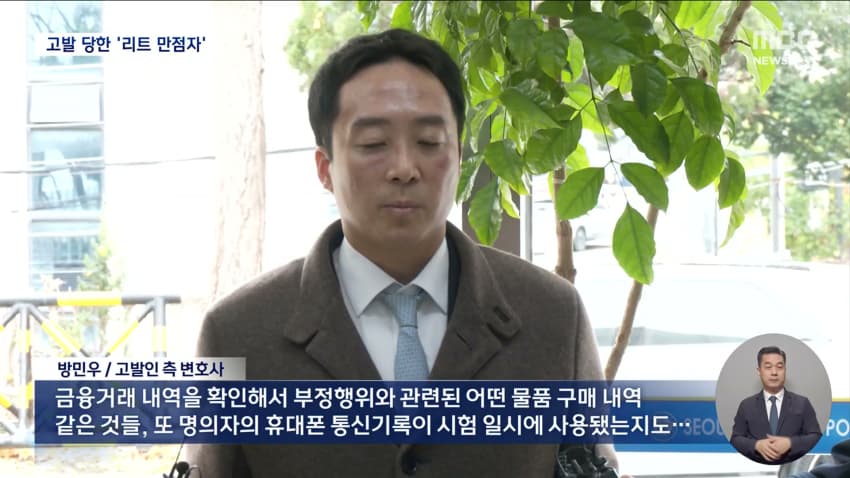 고발 당한 '리트 만점자'
MBC
NEWS
방민우 / 고발인 측 변호사
금융거래 내역을 확인해서 부정행위와 관련된 어떤 물품 구매 내역
같은 것들, 또 명의자의 휴대폰 통신기록이 시험 일시에 사용됐는지도…
SEOU
PO